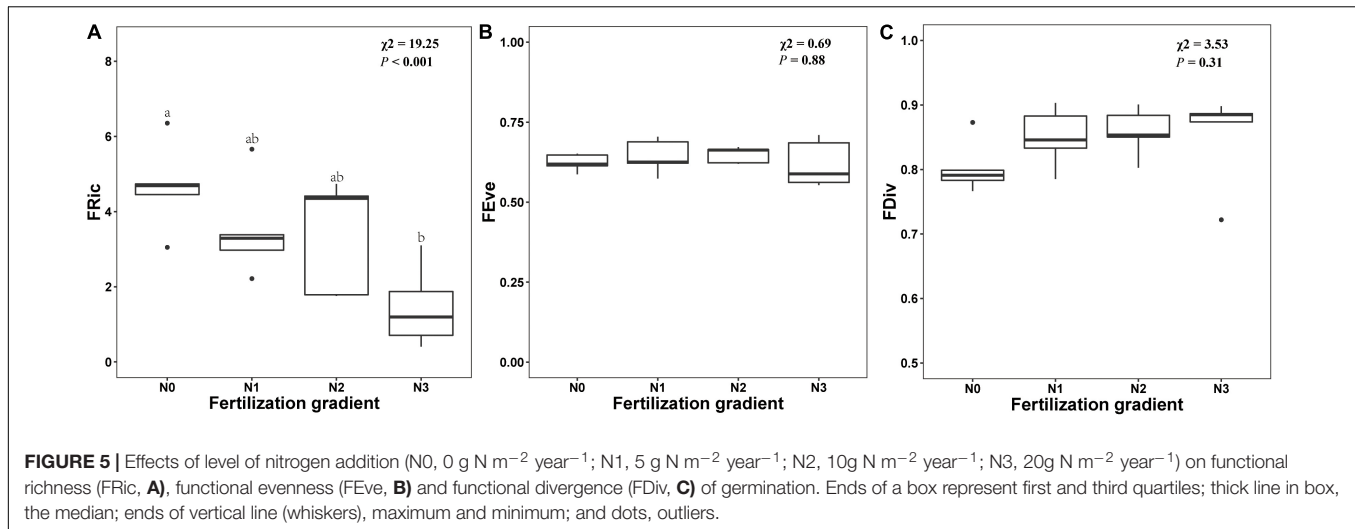 A
χ2 = 19.25
P < 0.001
8
6
4
2
0
a
ab
ab
b
FRic
N0 N1 N2 N3
Fertilization gradient
B
χ2 = 0.69
P = 0.88
1.00
0.75
0.50
0.25
0.00
FEve
N0 N1 N2 N3
Fertilization gradient
C
χ2 = 3.53
P = 0.31
1.0
0.9
0.8
0.7
0.6
0.5
FDiv
N0 N1 N2 N3
Fertilization gradient
FIGURE 5 | Effects of level of nitrogen addition (N0, 0 g N m−2 year−1; N1, 5 g N m−2 year−1; N2, 10g N m−2 year−1; N3, 20g N m−2 year−1) on functional
richness (FRic, A), functional evenness (FEve, B) and functional divergence (FDiv, C) of germination. Ends of a box represent first and third quartiles; thick line in box,
the median; ends of vertical line (whiskers), maximum and minimum; and dots, outliers.